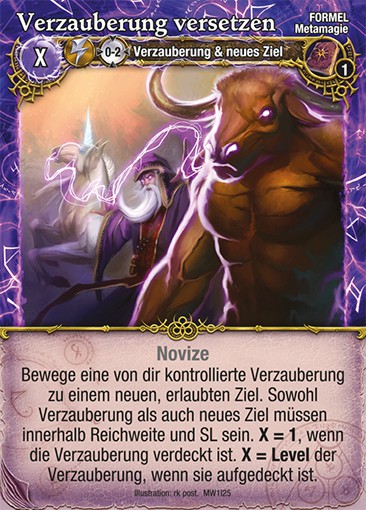 Verzauberung versetzen
FORMEL
Metamagie
X
0-2
Verzauberung & neues Ziel
1
Novize
Bewege eine von dir kontrollierte Verzauberung
zu einem neuen, erlaubten Ziel. Sowohl
Verzauberung als auch neues Ziel müssen
innerhalb Reichweite und SL sein. X = 1, wenn
die Verzauberung verdeckt ist. X = Level der
Verzauberung, wenn sie aufgedeckt ist.
Illustration: rk post. MW1I25